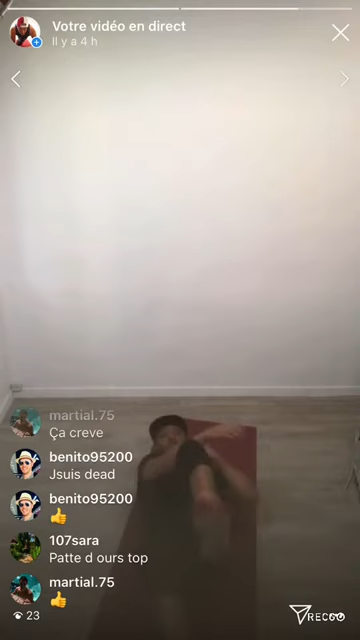 Votre vidéo en direct
Il y a 4 h
martial.75
Ça creve
benito95200
Jsuis dead
benito95200
👍
107sara
Patte d ours top
martial.75
👍
23
RECGO